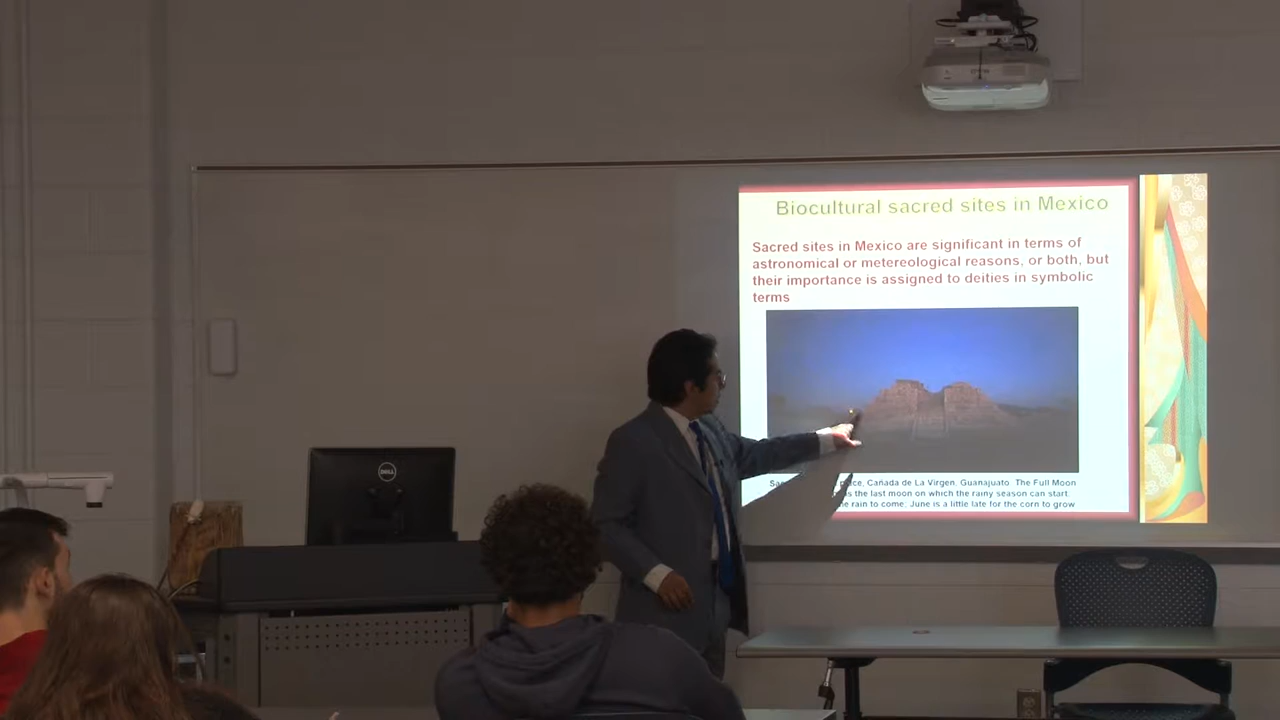 Biocultural sacred sites in Mexico
Sacred sites in Mexico are significant in terms of
astronomical or metereological reasons, or both, but
their importance is assigned to deities in symbolic
terms
Cañada de La Virgen. Guanajuato. The Full Moon
is the last moon on which the rainy season can start.
the rain to come. June is a little late for the corn to grow
DELL